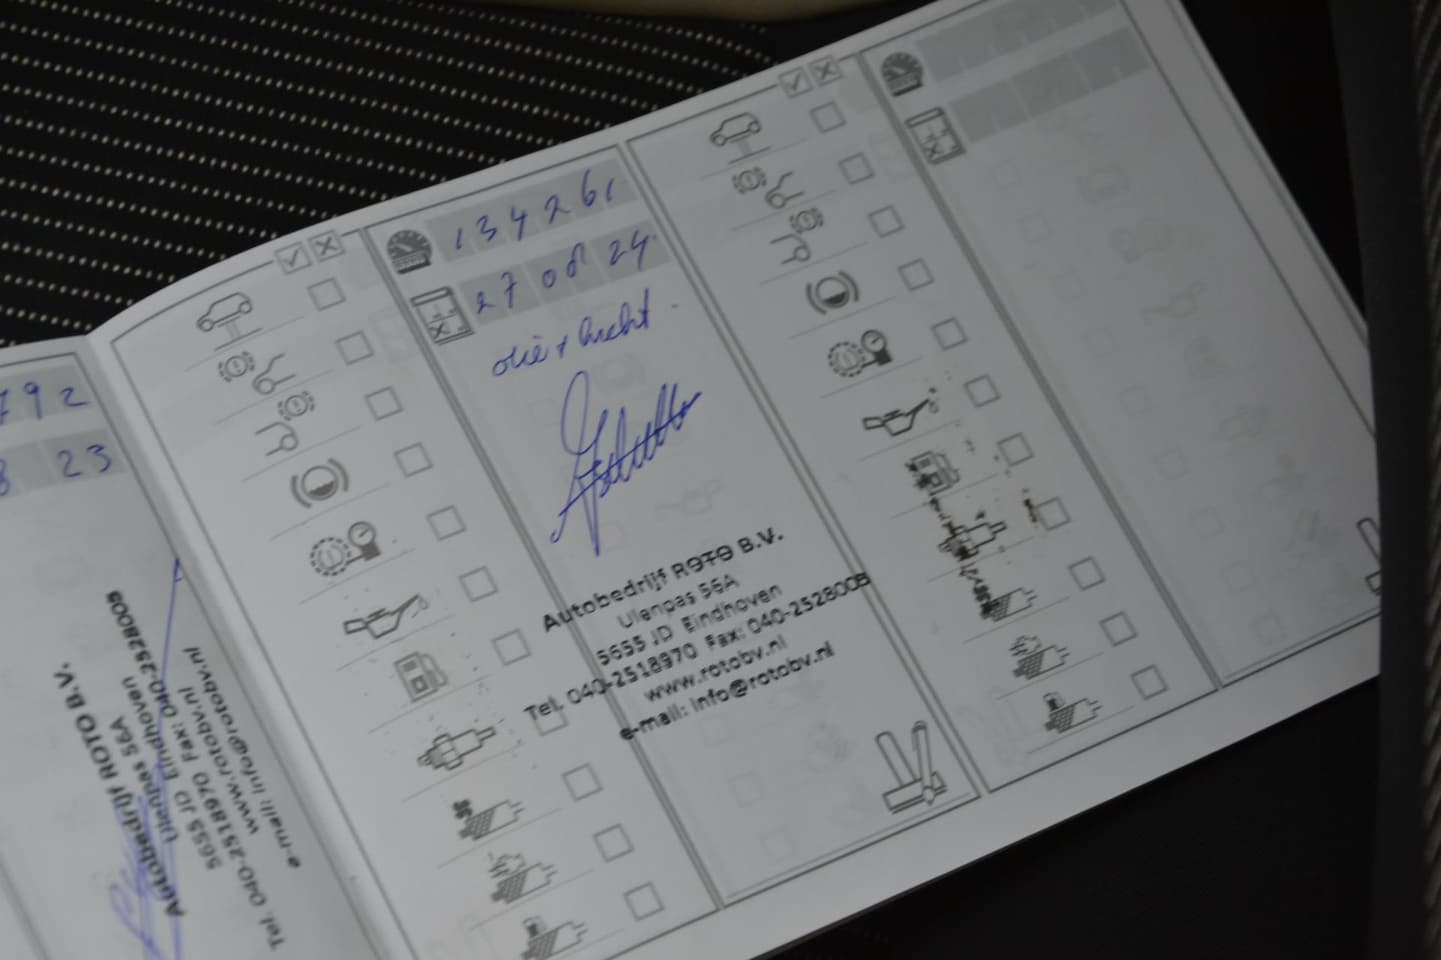 792
23
Autobedrijf ROTO B.V.
Ulenpas 56A
5655 JD Eindhoven
Tel. 040-2518970 Fax: 040-2528008
www.rotobv.nl
e-mail: info@rotobv.nl
134261
27 08 24
olie + lucht
Autobedrijf ROTO B.V.
Ulenpas 56A
5655 JD Eindhoven
Tel. 040-2518970 Fax: 040-2528008
www.rotobv.nl
e-mail: info@rotobv.nl